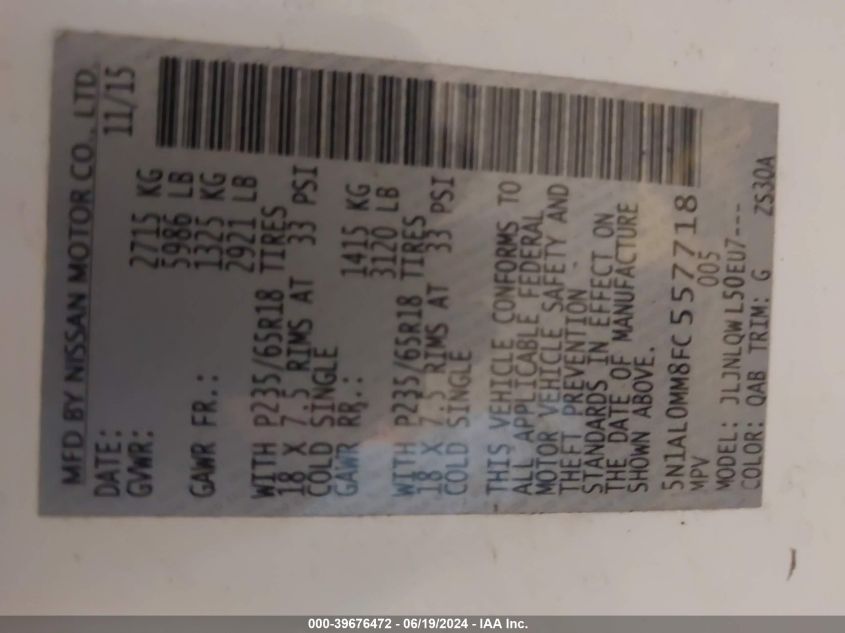 MFD BY NISSAN MOTOR CO., LTD.
DATE: 11/15
GVWR: 2715 KG
5986 LB
GAWR FR.: 1325 KG
2921 LB
WITH P235/65R18 TIRES
18 X 7.5 RIMS AT 33 PSI
COLD SINGLE
GAWR RR.: 1415 KG
3120 LB
WITH P235/65R18 TIRES
18 X 7.5 RIMS AT 33 PSI
COLD SINGLE
THIS VEHICLE CONFORMS TO
ALL APPLICABLE FEDERAL
MOTOR VEHICLE SAFETY AND
THEFT PREVENTION
STANDARDS IN EFFECT ON
THE DATE OF MANUFACTURE
SHOWN ABOVE.
5N1AL0MM8FC557718
MPV 005
MODEL: JLJNLQWL50EU7---
COLOR: QAB TRIM: G ZS30A
000-39676472 - 06/19/2024 - IAA Inc.